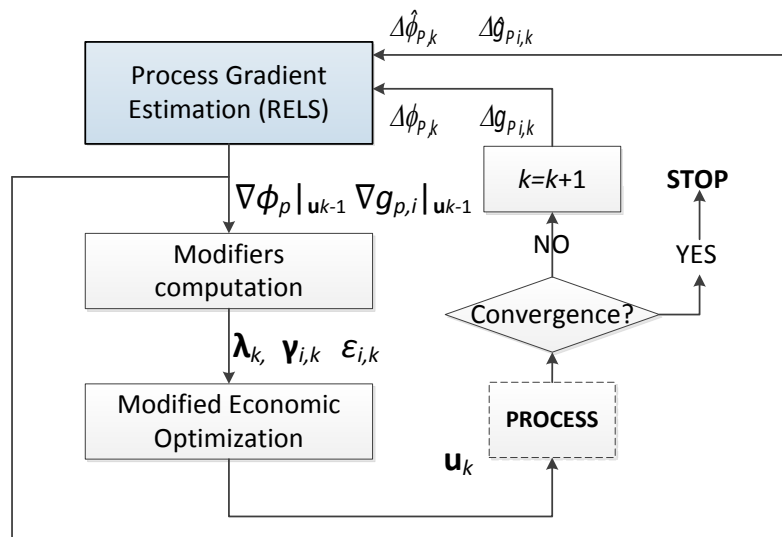 Δϕ̂P,k ΔĝPi,k
Process Gradient
Estimation (RELS)
ΔϕP,k ΔgPi,k
k=k+1
STOP
∇ϕp|uk-1 ∇gp,i|uk-1
NO
YES
Modifiers
computation
Convergence?
λk, γi,k εi,k
Modified Economic
Optimization
PROCESS
uk